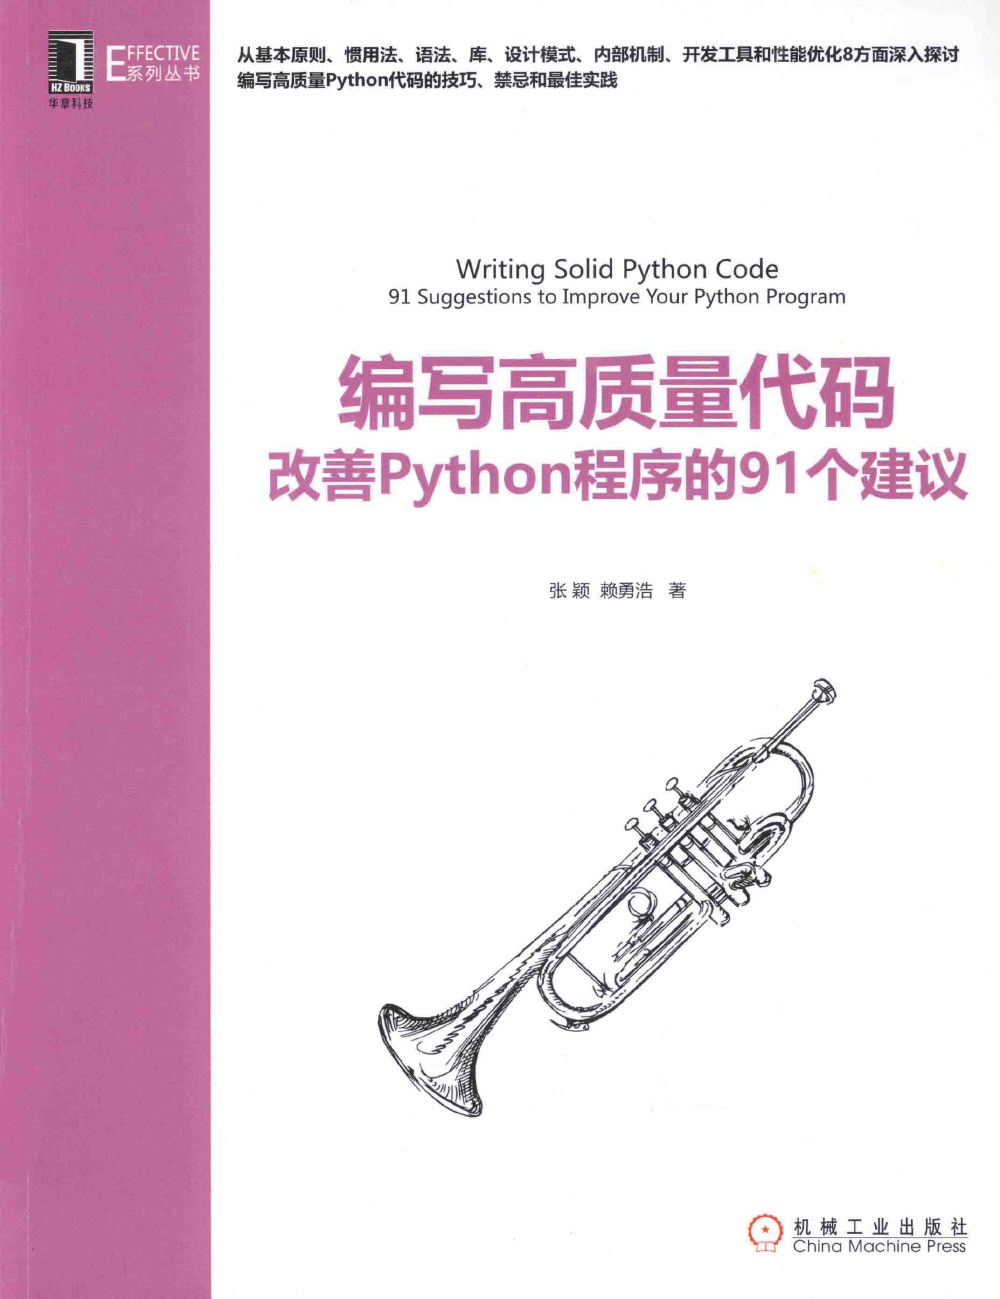 HZ BOOKS
华章科技
EFFECTIVE
系列丛书
从基本原则、惯用法、语法、库、设计模式、内部机制、开发工具和性能优化8方面深入探讨
编写高质量Python代码的技巧、禁忌和最佳实践
Writing Solid Python Code
91 Suggestions to Improve Your Python Program
编写高质量代码
改善Python程序的91个建议
张颖 赖勇浩 著
机械工业出版社
China Machine Press